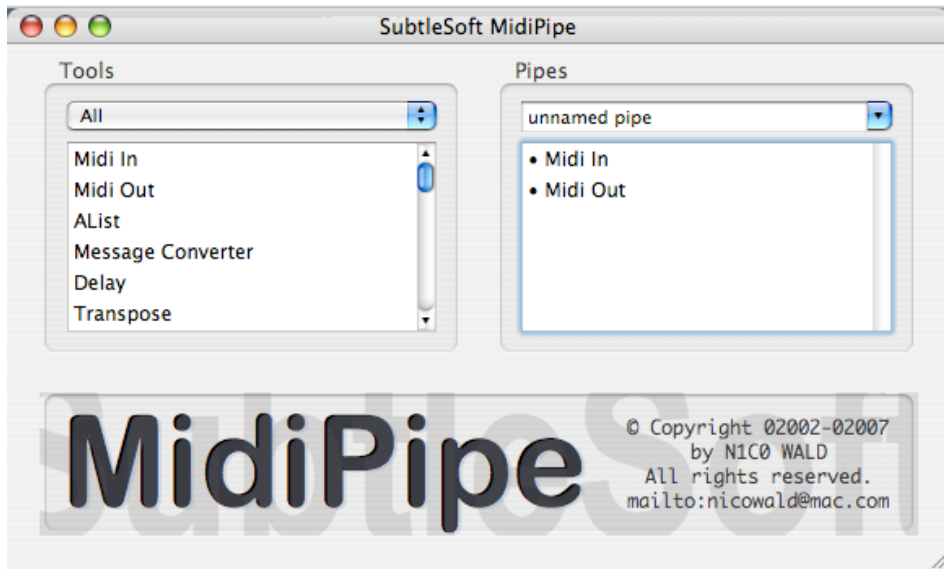 SubtleSoft MidiPipe
Tools
All
Midi In
Midi Out
AList
Message Converter
Delay
Transpose
Pipes
unnamed pipe
• Midi In
• Midi Out
SubtleSoft
MidiPipe
© Copyright 02002-02007
by N1C0 WALD
All rights reserved.
mailto:nicowald@mac.com